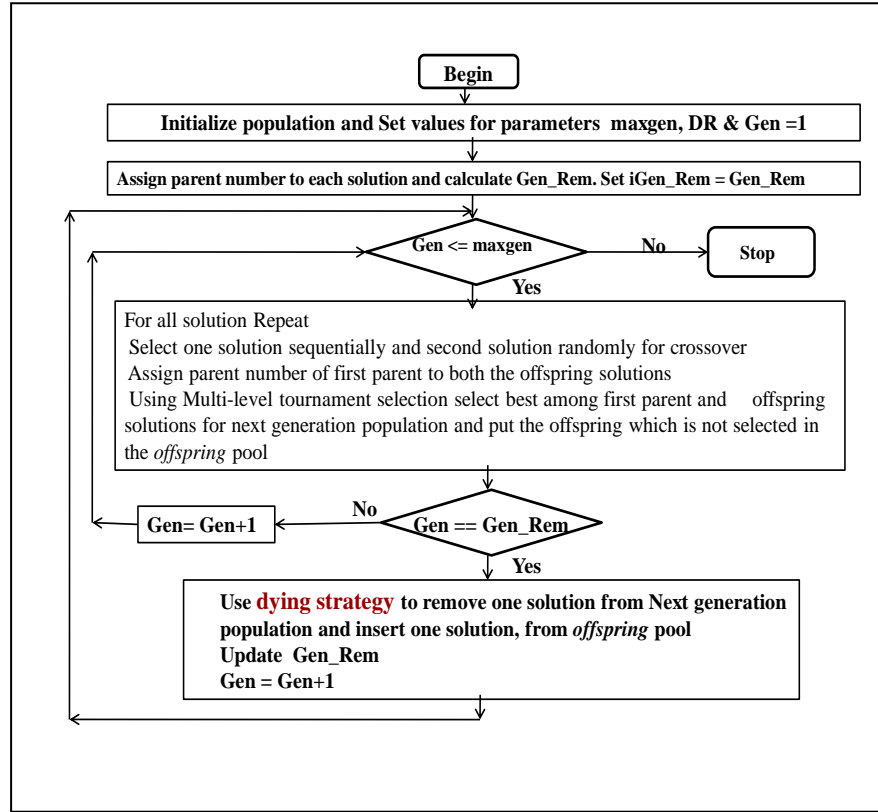 Begin
Initialize population and Set values for parameters maxgen, DR & Gen =1
Assign parent number to each solution and calculate Gen_Rem. Set iGen_Rem = Gen_Rem
Gen <= maxgen
No
Stop
Yes
For all solution Repeat
Select one solution sequentially and second solution randomly for crossover
Assign parent number of first parent to both the offspring solutions
Using Multi-level tournament selection select best among first parent and offspring
solutions for next generation population and put the offspring which is not selected in
the offspring pool
No
Gen= Gen+1
Gen == Gen_Rem
Yes
Use dying strategy to remove one solution from Next generation
population and insert one solution, from offspring pool
Update Gen_Rem
Gen = Gen+1